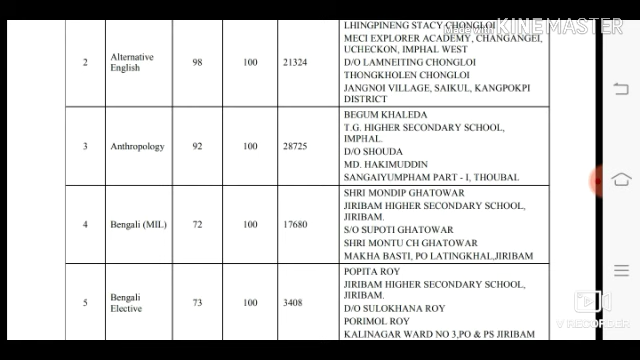 LHINGPINENG STACY CHONGLOI
Made with KINEMASTER
MECI EXPLORER ACADEMY, CHANGANGEI,
UCHECKON, IMPHAL WEST
2 Alternative English 98 100 21324
D/O LAMNEITING CHONGLOI
THONGKHOLEN CHONGLOI
JANGNOI VILLAGE, SAIKUL, KANGPOKPI
DISTRICT
BEGUM KHALEDA
T.G. HIGHER SECONDARY SCHOOL,
IMPHAL.
3 Anthropology 92 100 28725
D/O SHOUDA
MD. HAKIMUDDIN
SANGAIYUMPHAM PART - I, THOUBAL
SHRI MONDIP GHATOWAR
JIRIBAM HIGHER SECONDARY SCHOOL,
JIRIBAM.
4 Bengali (MIL) 72 100 17680
S/O SUPOTI GHATOWAR
SHRI MONTU CH GHATOWAR
MAKHA BASTI, PO LATINGKHAL,JIRIBAM
POPITA ROY
JIRIBAM HIGHER SECONDARY SCHOOL,
JIRIBAM.
5 Bengali Elective 73 100 3408
D/O SULOKHANA ROY
PORIMOL ROY
KALINAGAR WARD NO 3,PO & PS JIRIBAM
V RECORDER